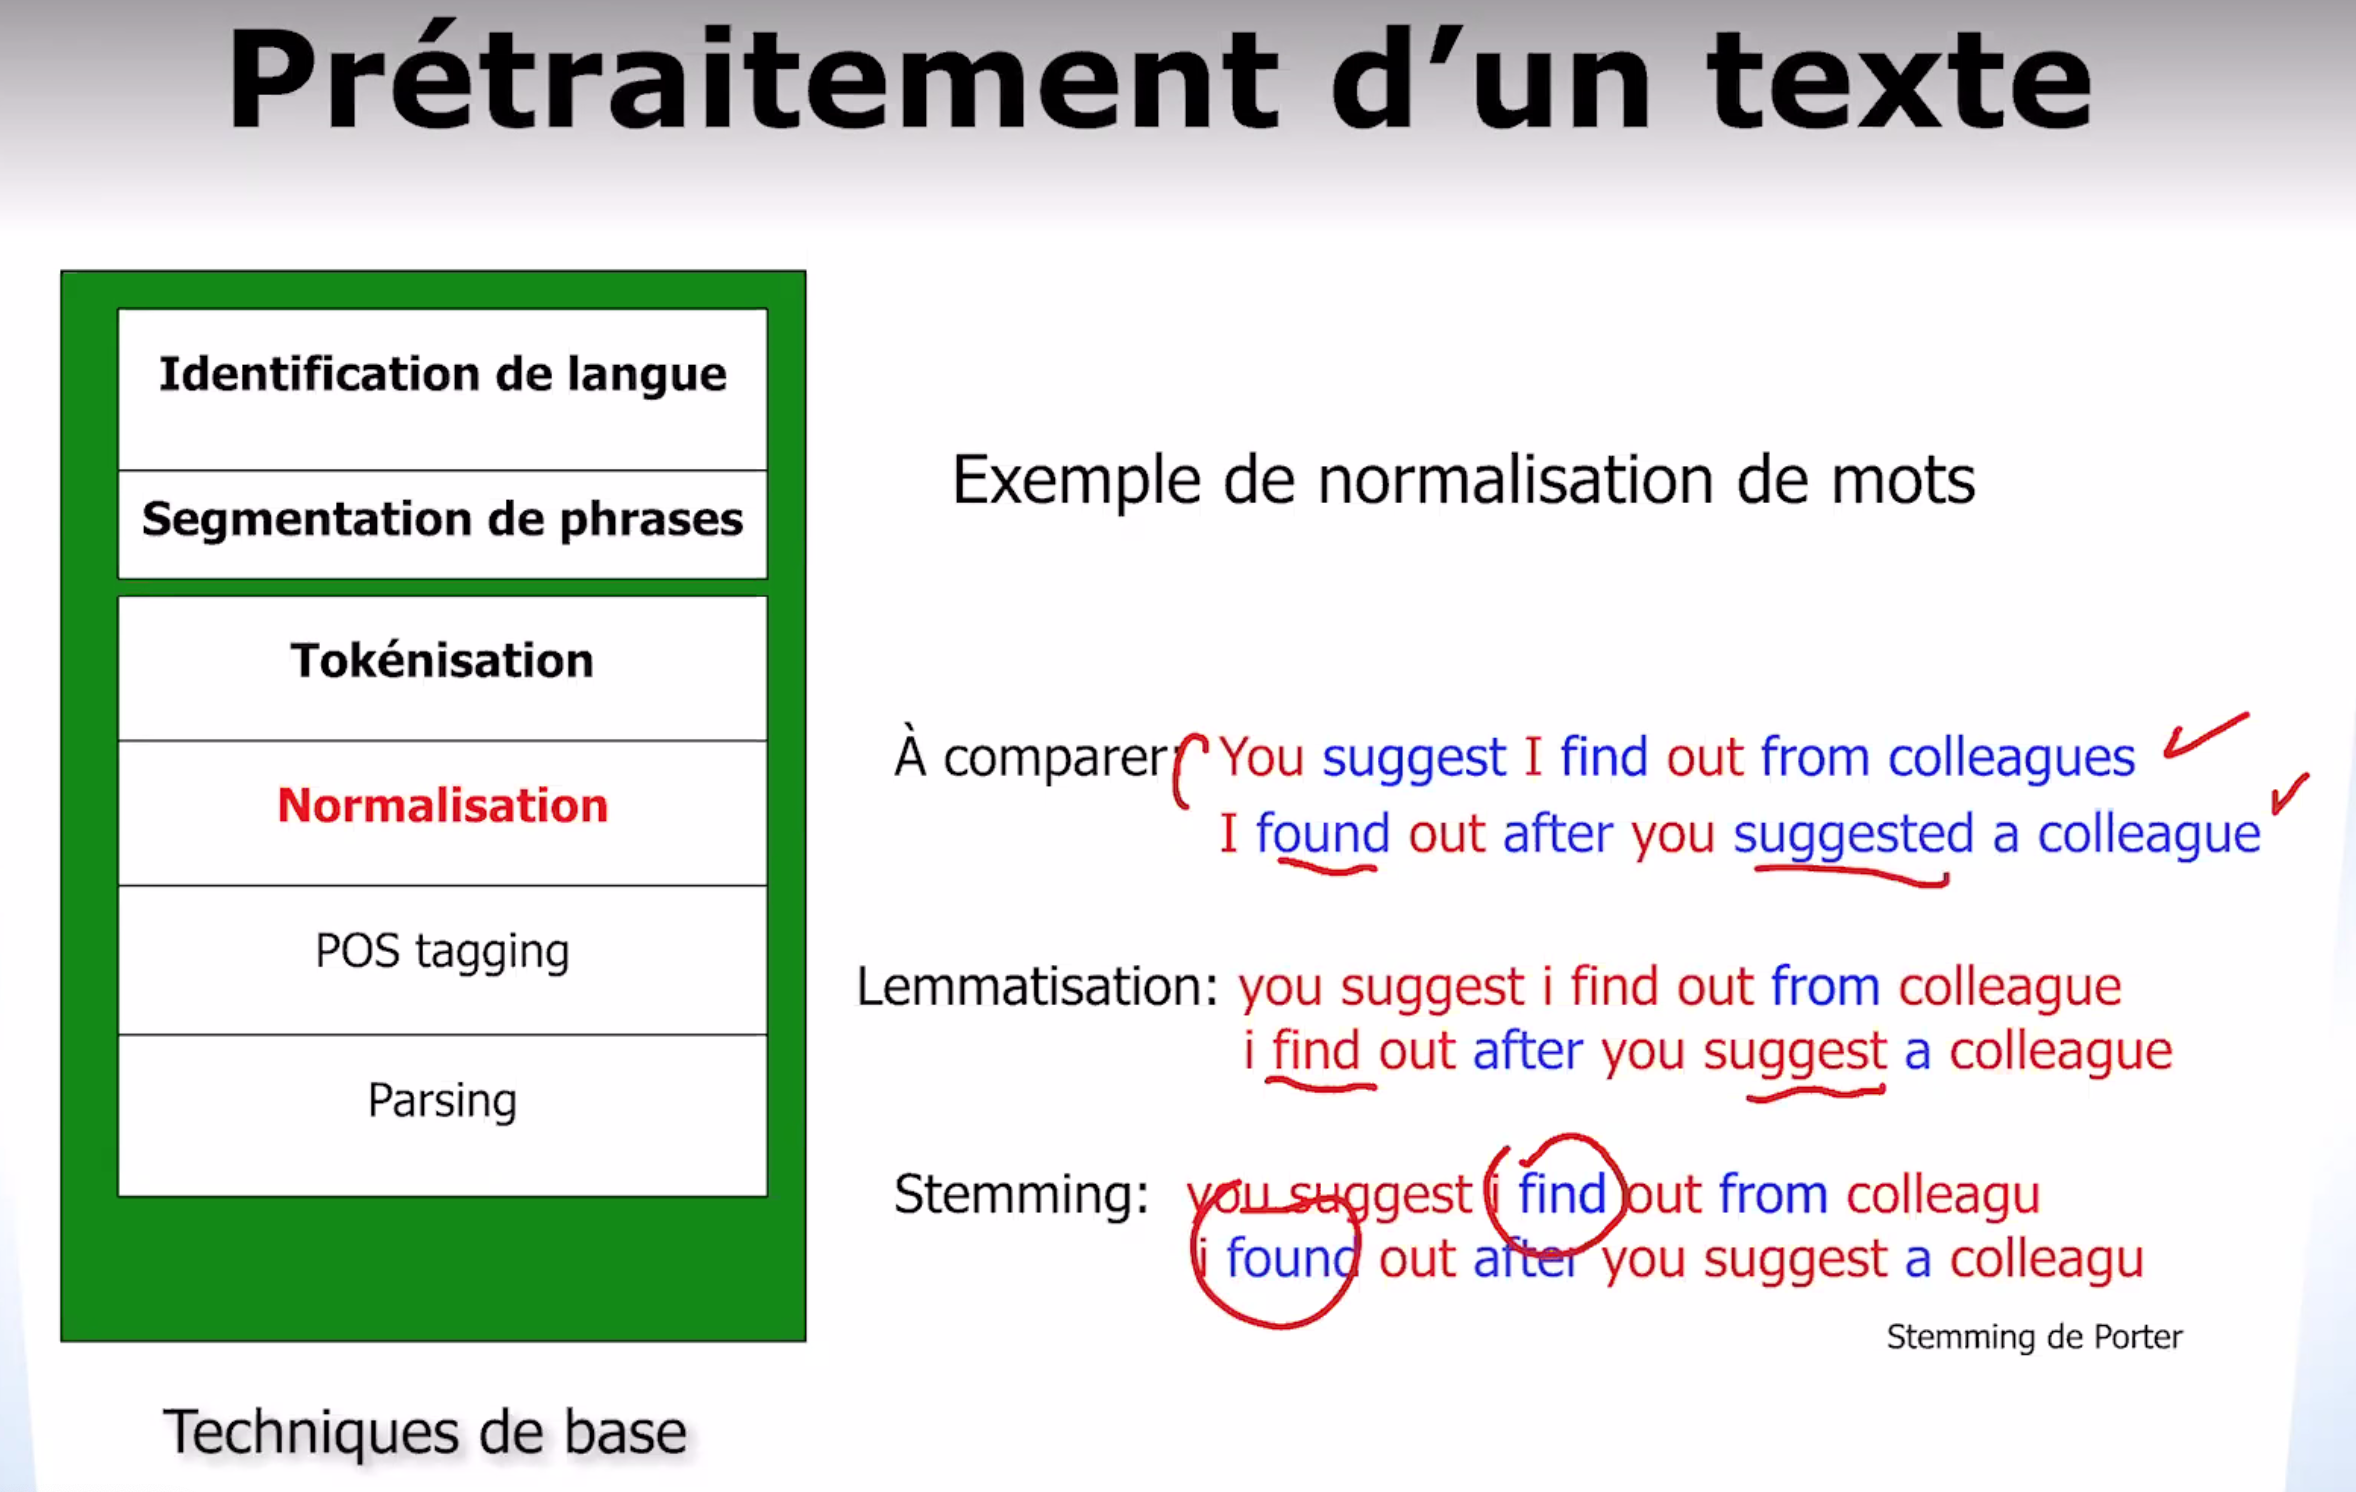 Prétraitement d'un texte
Identification de langue
Segmentation de phrases
Tokénisation
Normalisation
POS tagging
Parsing
Techniques de base
Exemple de normalisation de mots
À comparer: You suggest I find out from colleagues
I found out after you suggested a colleague
Lemmatisation: you suggest i find out from colleague
i find out after you suggest a colleague
Stemming: you suggest i find out from colleagu
i found out after you suggest a colleagu
Stemming de Porter